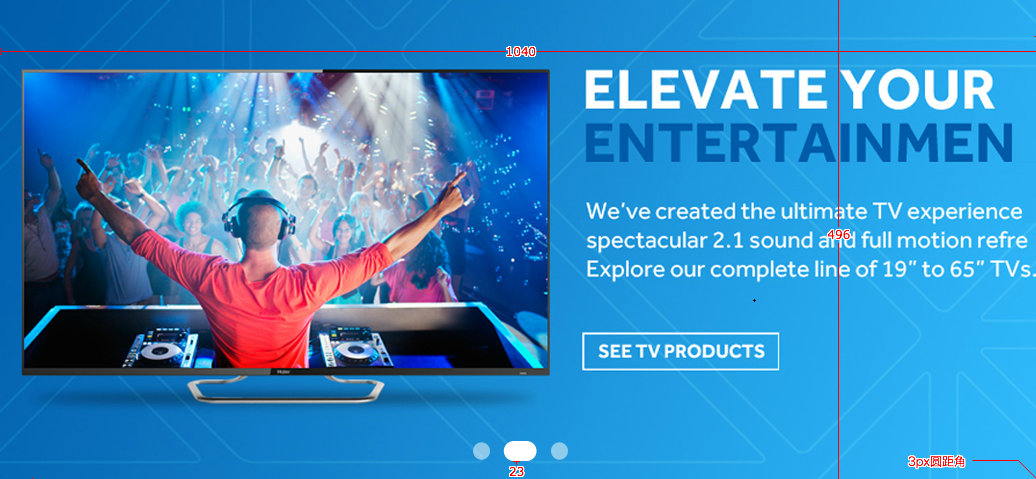 1040
ELEVATE YOUR
ENTERTAINMEN
We've created the ultimate TV experience
spectacular 2.1 sound and full motion refre
496
Explore our complete line of 19" to 65" TVs.
SEE TV PRODUCTS
Haier
3px圆距角
23